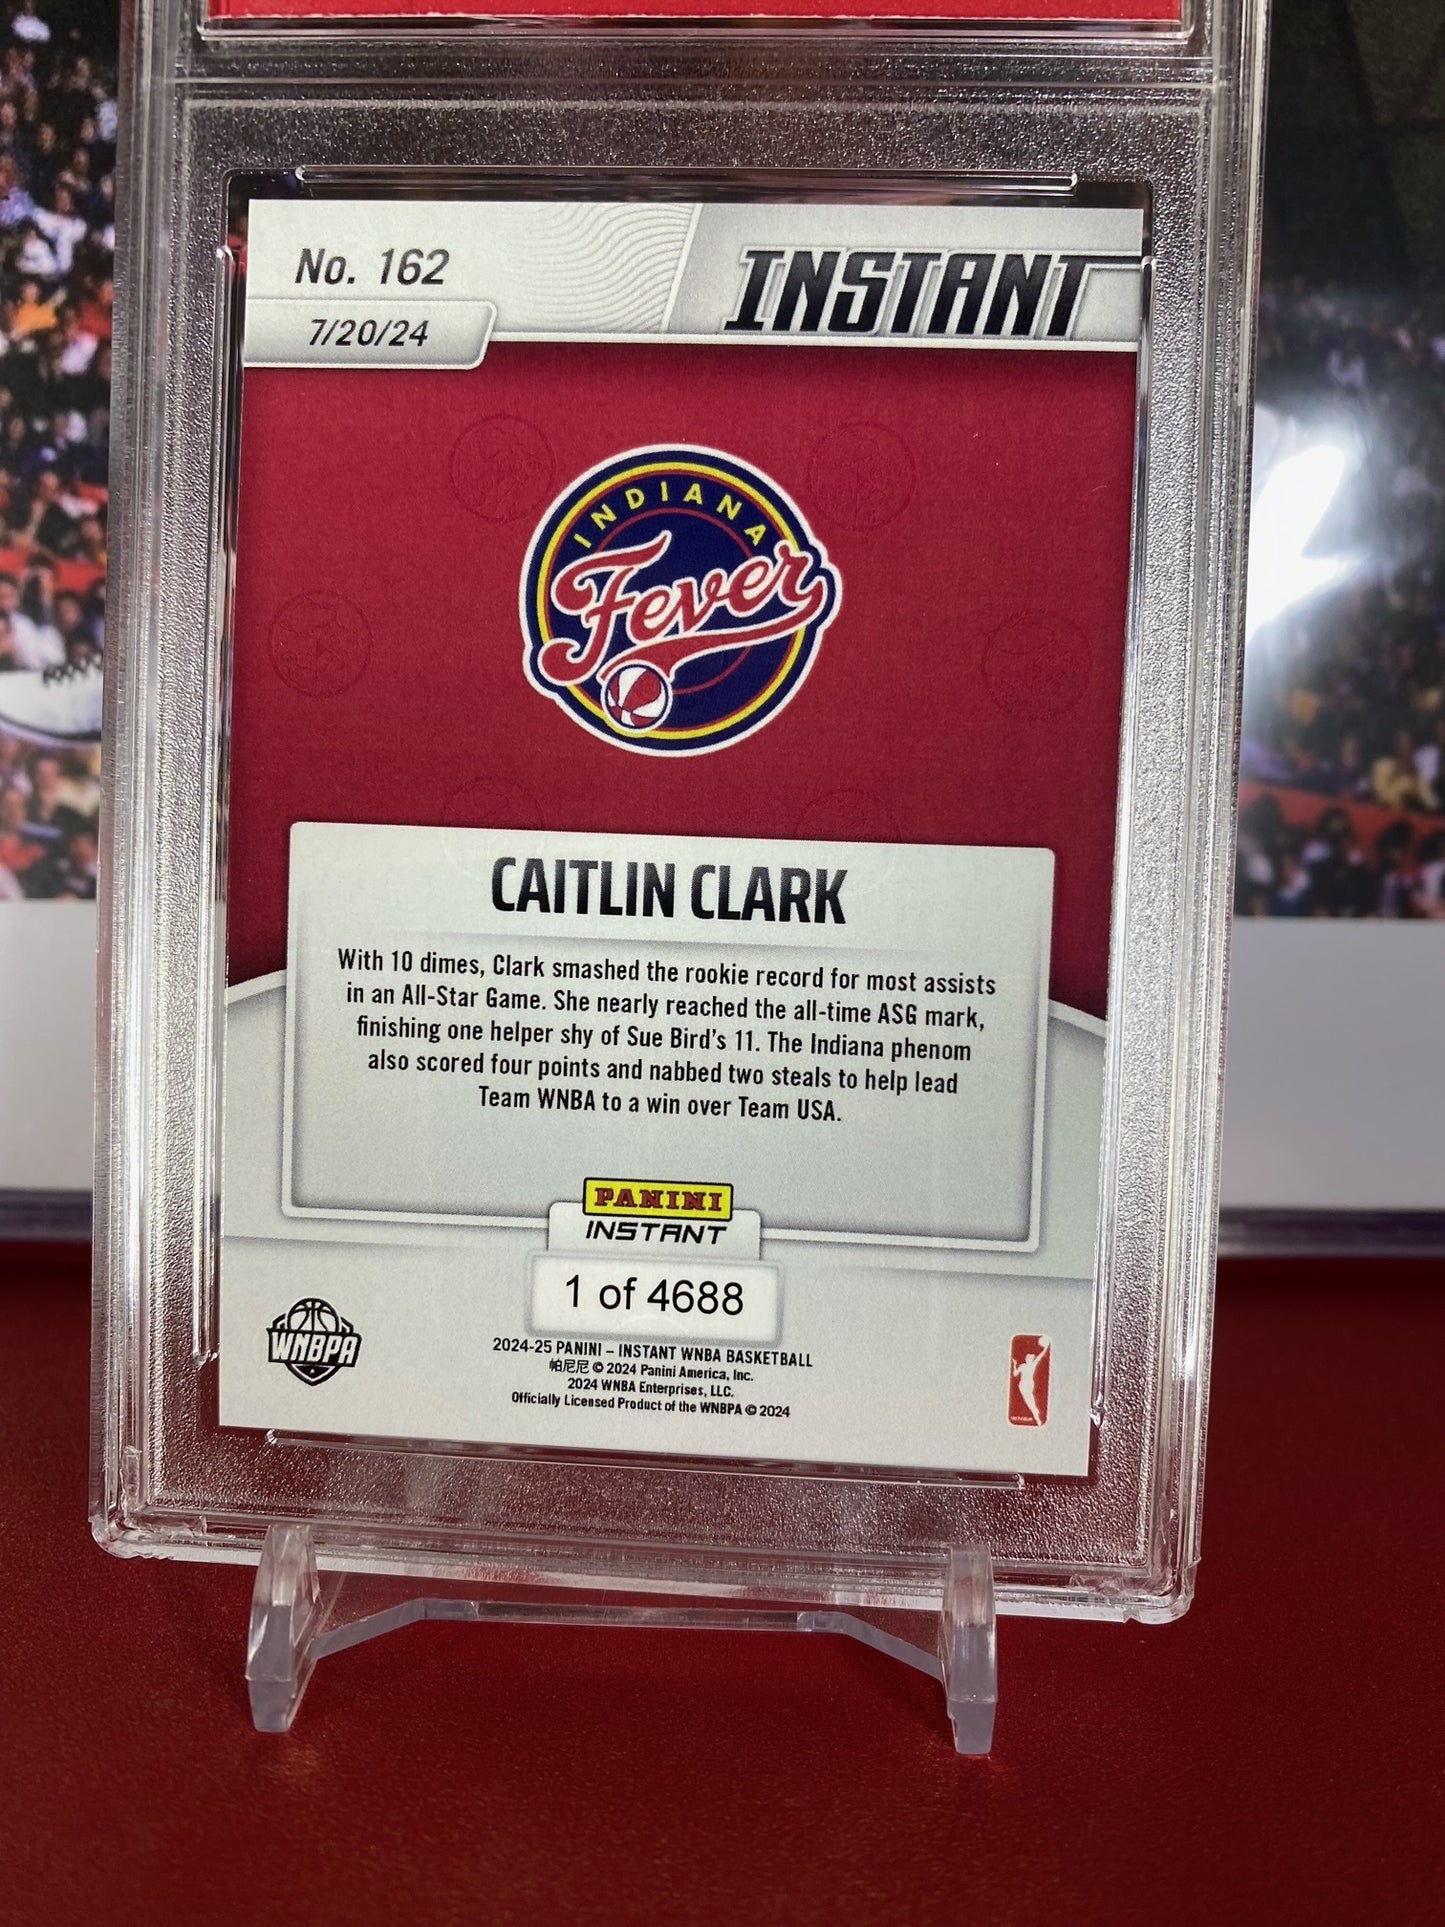 No. 162
INSTANT
7/20/24
INDIANA
Fever
CAITLIN CLARK
With 10 dimes, Clark smashed the rookie record for most assists
in an All-Star Game. She nearly reached the all-time ASG mark,
finishing one helper shy of Sue Bird's 11. The Indiana phenom
also scored four points and nabbed two steals to help lead
Team WNBA to a win over Team USA.
PANINI
INSTANT
1 of 4688
WNBPA
2024-25 PANINI – INSTANT WNBA BASKETBALL
帕尼尼 © 2024 Panini America, Inc.
2024 WNBA Enterprises, LLC.
Officially Licensed Product of the WNBPA © 2024
WNBA